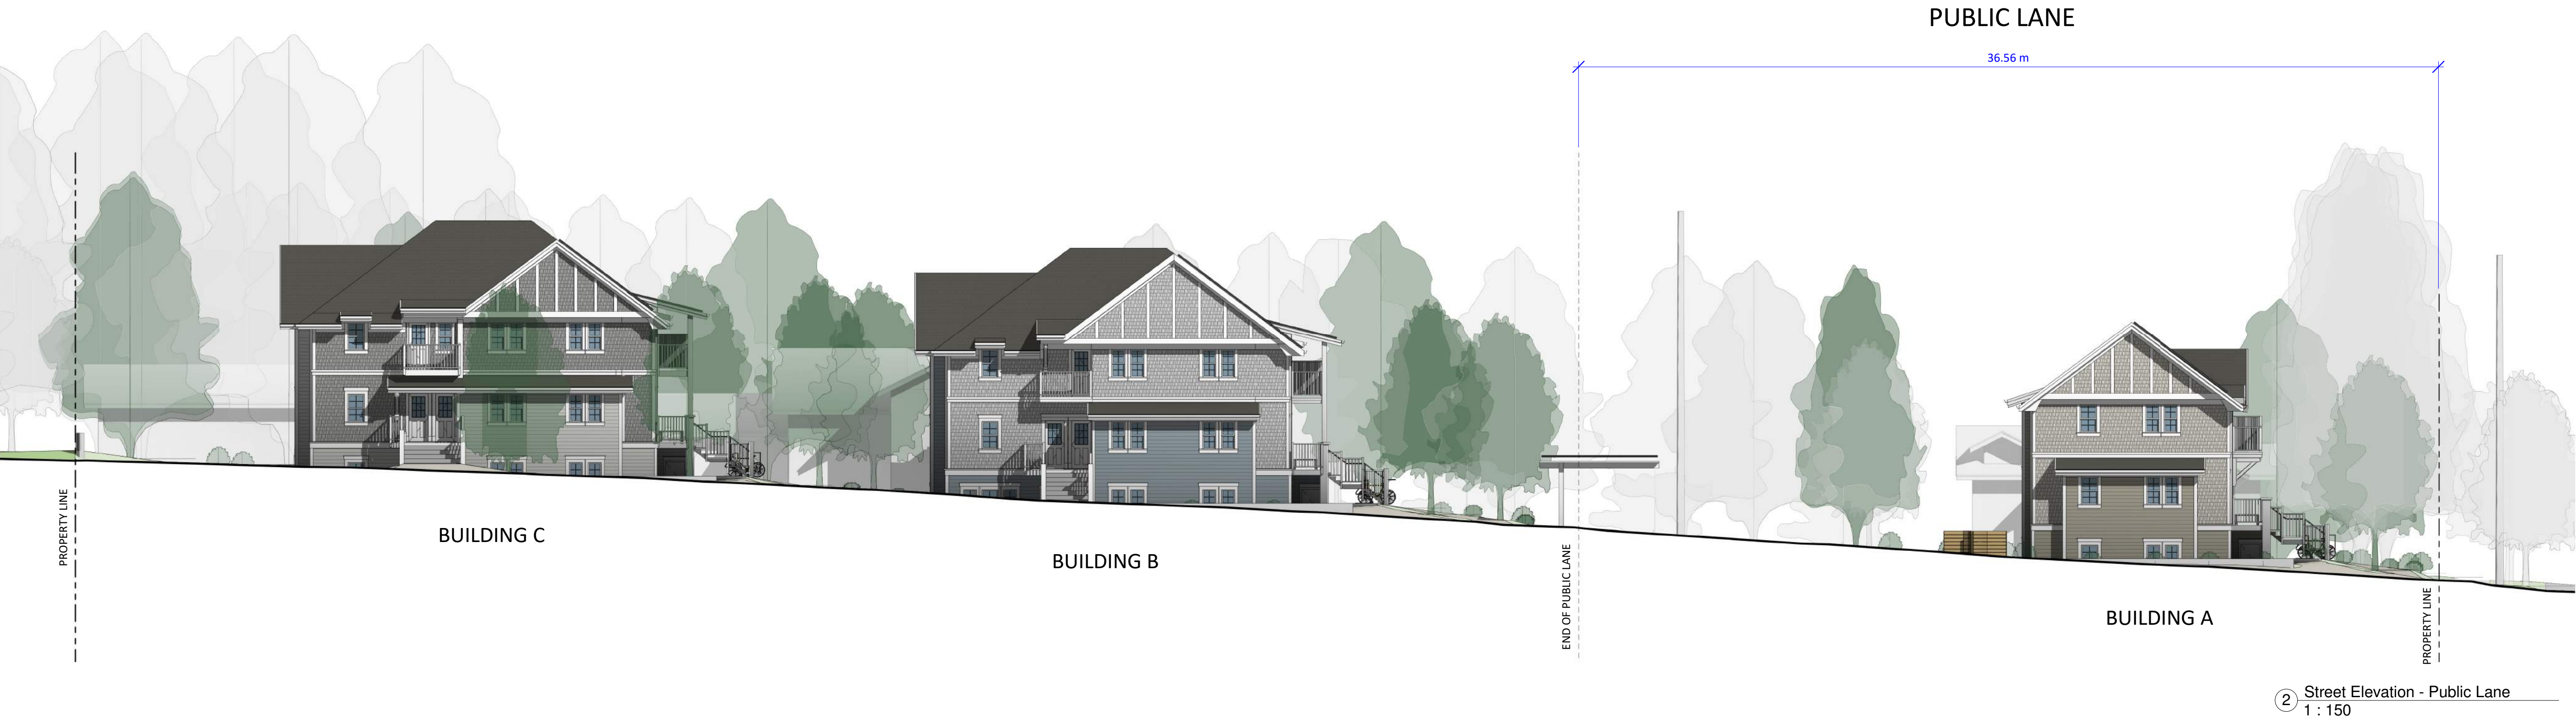 PUBLIC LANE
36.56 m
PROPERTY LINE
BUILDING C
BUILDING B
END OF PUBLIC LANE
BUILDING A
PROPERTY LINE
2 Street Elevation - Public Lane
1 : 150